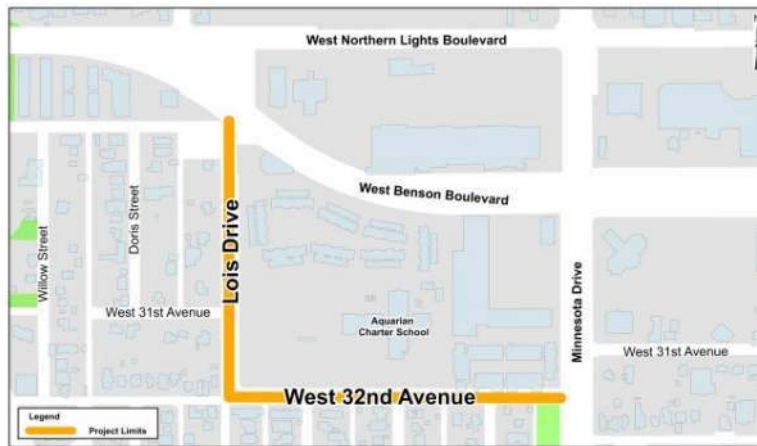 West Northern Lights Boulevard
West Benson Boulevard
Willow Street
Doris Street
Lois Drive
Minnesota Drive
West 31st Avenue
Aquarian
Charter School
West 31st Avenue
West 32nd Avenue
Legend
Project Limits